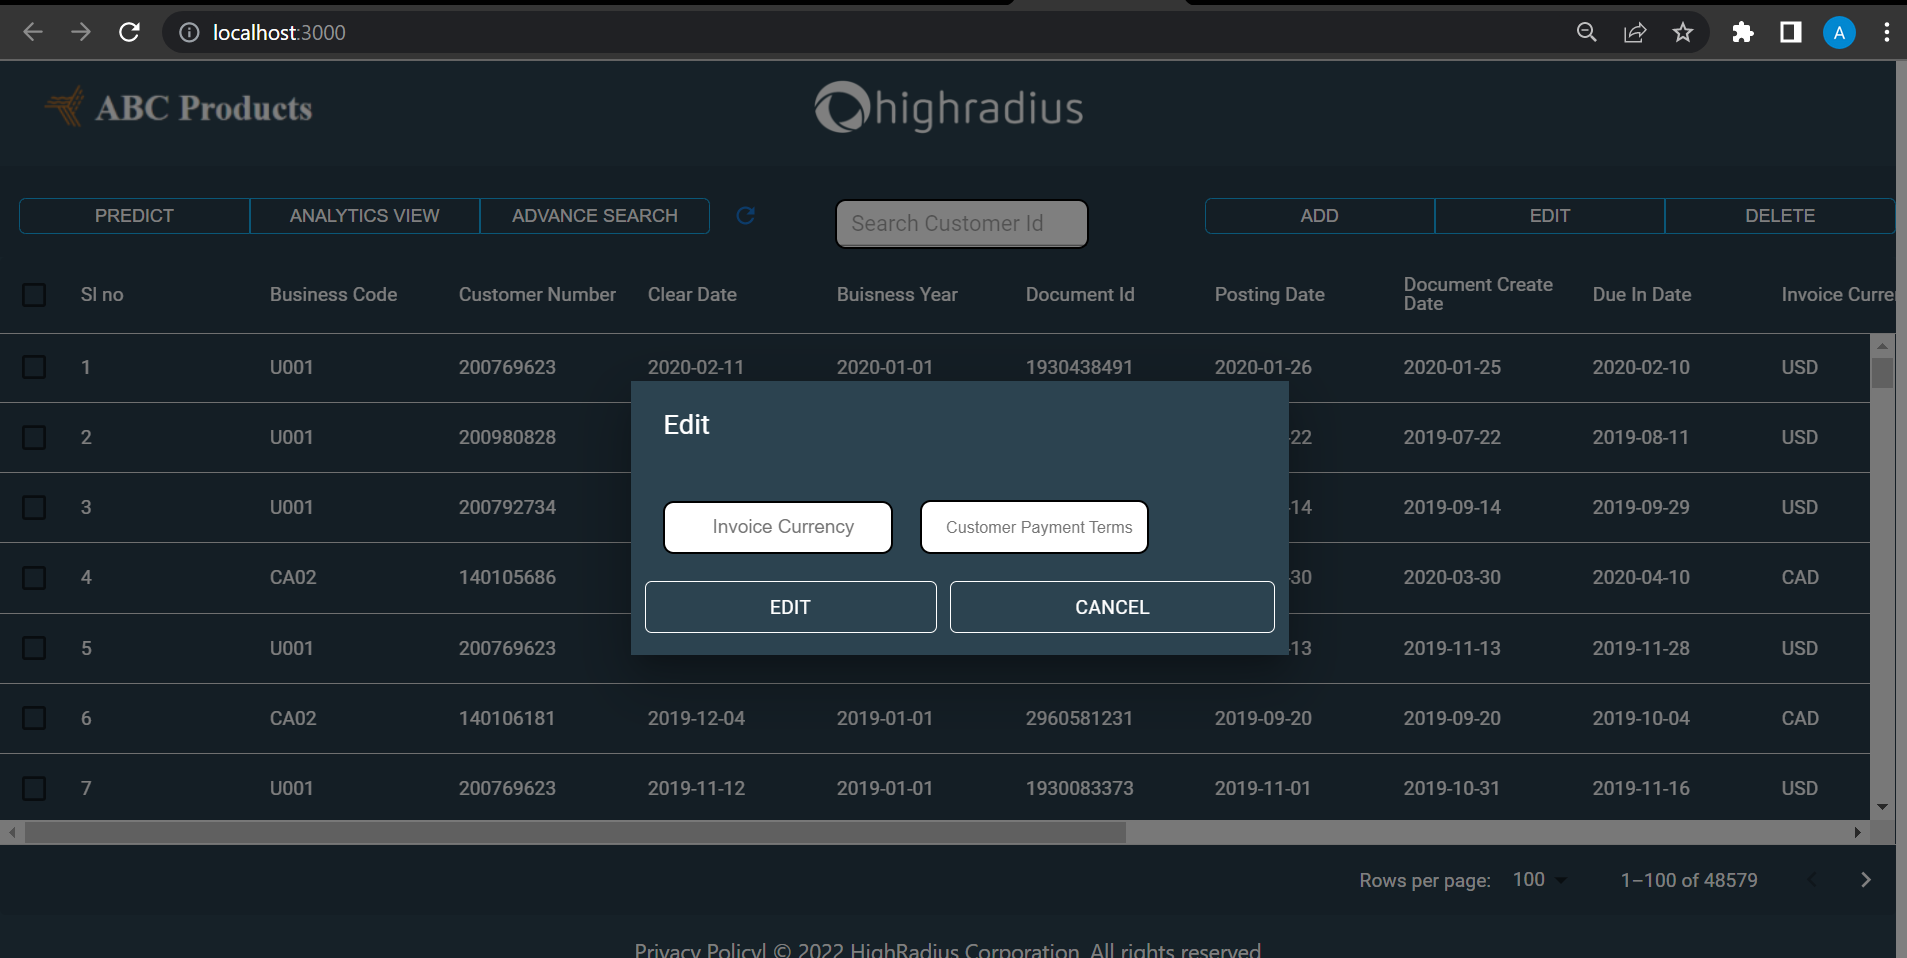 localhost:3000
A
ABC Products
highradius
PREDICT ANALYTICS VIEW ADVANCE SEARCH Search Customer Id ADD EDIT DELETE
Sl no Business Code Customer Number Clear Date Buisness Year Document Id Posting Date Document Create Date Due In Date Invoice Curre
1 U001 200769623 2020-02-11 2020-01-01 1930438491 2020-01-26 2020-01-25 2020-02-10 USD
2 U001 200980828 -22 2019-07-22 2019-08-11 USD
3 U001 200792734 -14 2019-09-14 2019-09-29 USD
4 CA02 140105686 -30 2020-03-30 2020-04-10 CAD
5 U001 200769623 -13 2019-11-13 2019-11-28 USD
6 CA02 140106181 2019-12-04 2019-01-01 2960581231 2019-09-20 2019-09-20 2019-10-04 CAD
7 U001 200769623 2019-11-12 2019-01-01 1930083373 2019-11-01 2019-10-31 2019-11-16 USD
Edit
Invoice Currency Customer Payment Terms
EDIT CANCEL
Rows per page: 100 1–100 of 48579
Privacy Policy| © 2022 HighRadius Corporation. All rights reserved